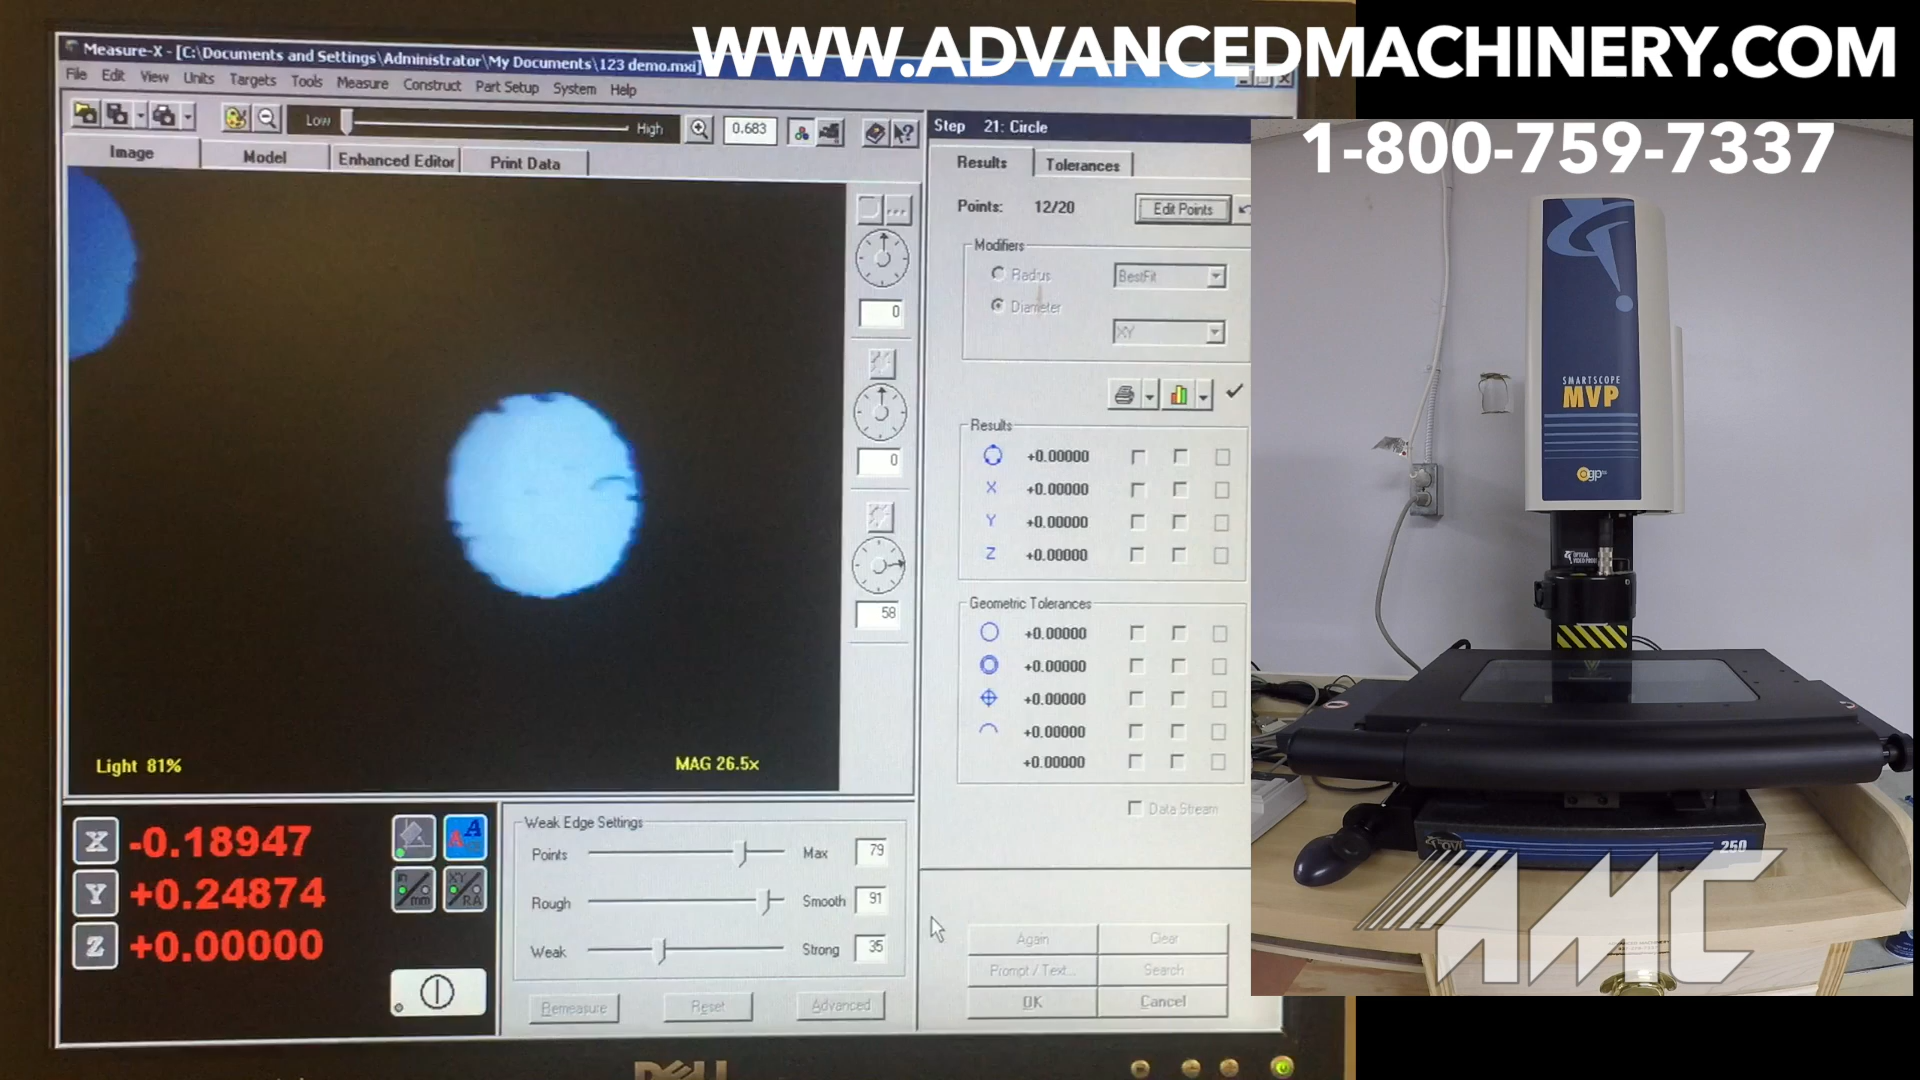 WWW.ADVANCEDMACHINERY.COM
1-800-759-7337
Measure-X - [C:\Documents and Settings\Administrator\My Documents\123 demo.mxi]
File Edit View Units Targets Tools Measure Construct Part Setup System Help
Low High 0.683
Image Model Enhanced Editor Print Data
Step 21: Circle
Results Tolerances
Points: 12/20 Edit Points
Modifiers
Radius BestFit
Diameter
XY
0
0
58
Results
+0.00000
X +0.00000
Y +0.00000
Z +0.00000
Geometric Tolerances
+0.00000
+0.00000
+0.00000
+0.00000
+0.00000
Data Stream
Light 81% MAG 26.5x
X -0.18947
Y +0.24874
Z +0.00000
A A
in mm
XY RA
Weak Edge Settings
Points Max 79
Rough Smooth 91
Weak Strong 35
Remeasure Reset Advanced
Again Clear
Prompt / Text... Search
OK Cancel
DELL
SMARTSCOPE
MVP
ogp
OPTICAL
250
AMC